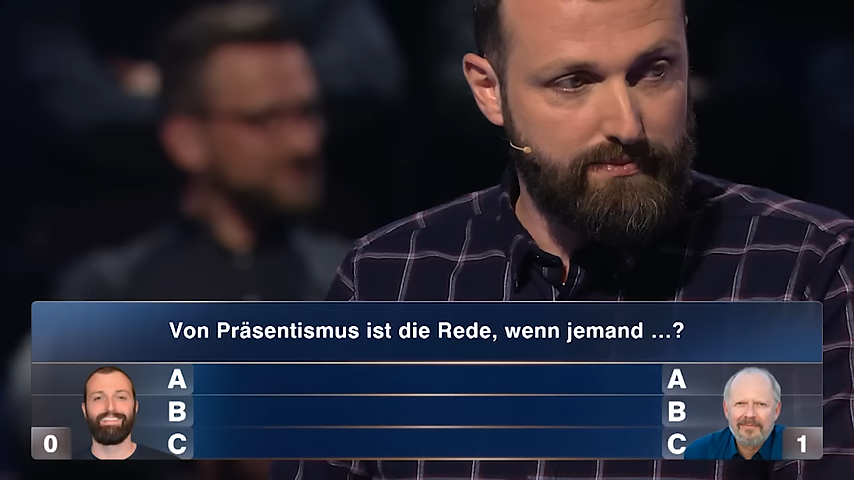 Von Präsentismus ist die Rede, wenn jemand ...?
A A
B B
0 C C 1